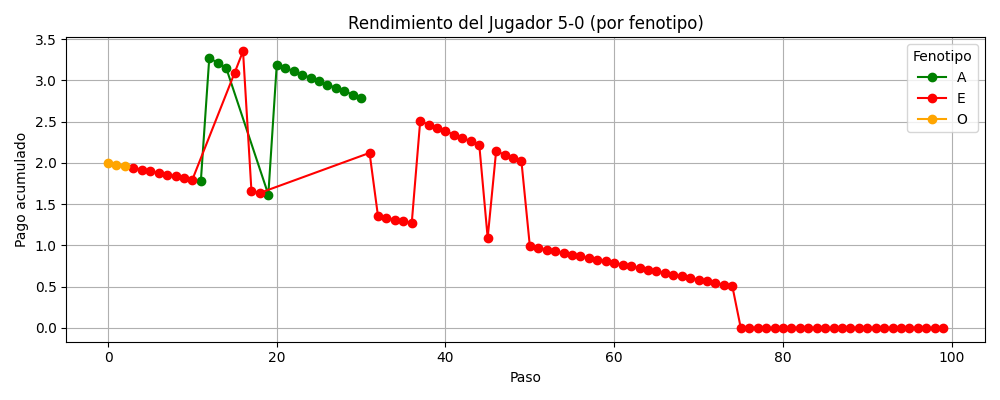 Rendimiento del Jugador 5-0 (por fenotipo)
Pago acumulado
3.5
3.0
2.5
2.0
1.5
1.0
0.5
0.0
Fenotipo
A
E
O
0
20
40
60
80
100
Paso